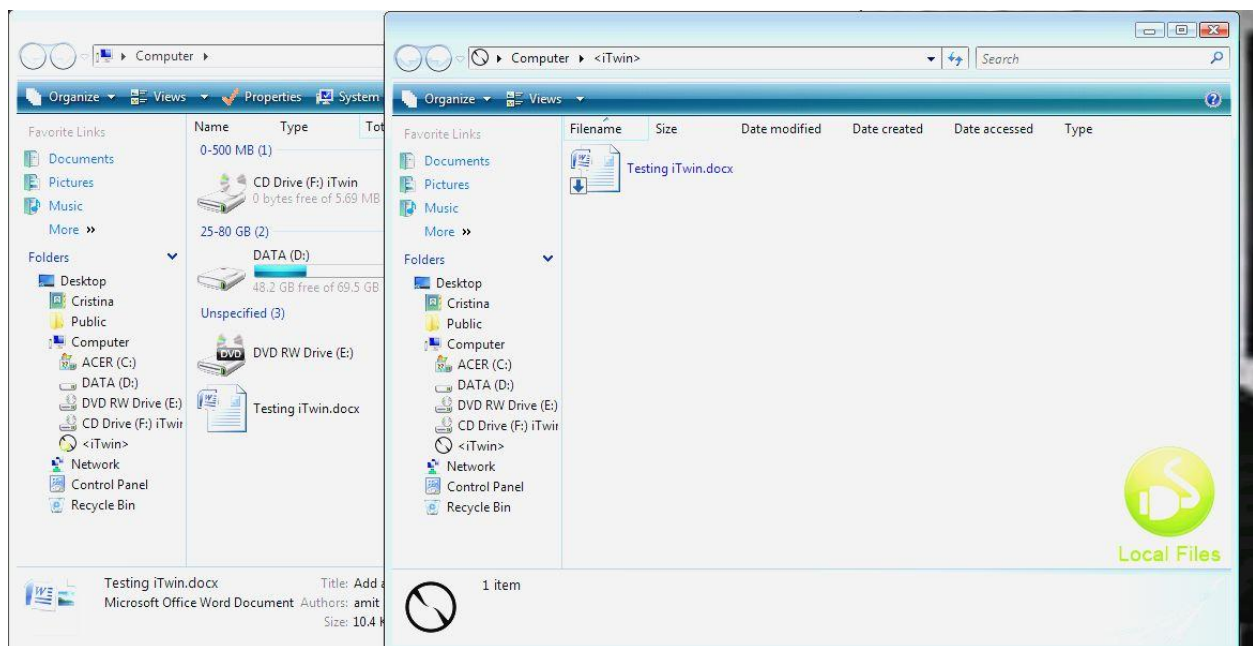 Computer
Organize Views Properties System
Favorite Links
Documents
Pictures
Music
More »
Folders
Desktop
Cristina
Public
Computer
ACER (C:)
DATA (D:)
DVD RW Drive (E:)
CD Drive (F:) iTwin
<iTwin>
Network
Control Panel
Recycle Bin
Name Type Tot
0-500 MB (1)
CD Drive (F:) iTwin
0 bytes free of 5.69 MB
25-80 GB (2)
DATA (D:)
48.2 GB free of 69.5 GB
Unspecified (3)
DVD
DVD RW Drive (E:)
Testing iTwin.docx
Testing iTwin.docx Title: Add a
Microsoft Office Word Document Authors: amit
Size: 10.4 K
Computer <iTwin>
Search
Organize Views
Favorite Links
Documents
Pictures
Music
More »
Folders
Desktop
Cristina
Public
Computer
ACER (C:)
DATA (D:)
DVD RW Drive (E:)
CD Drive (F:) iTwin
<iTwin>
Network
Control Panel
Recycle Bin
Filename Size Date modified Date created Date accessed Type
Testing iTwin.docx
Local Files
1 item